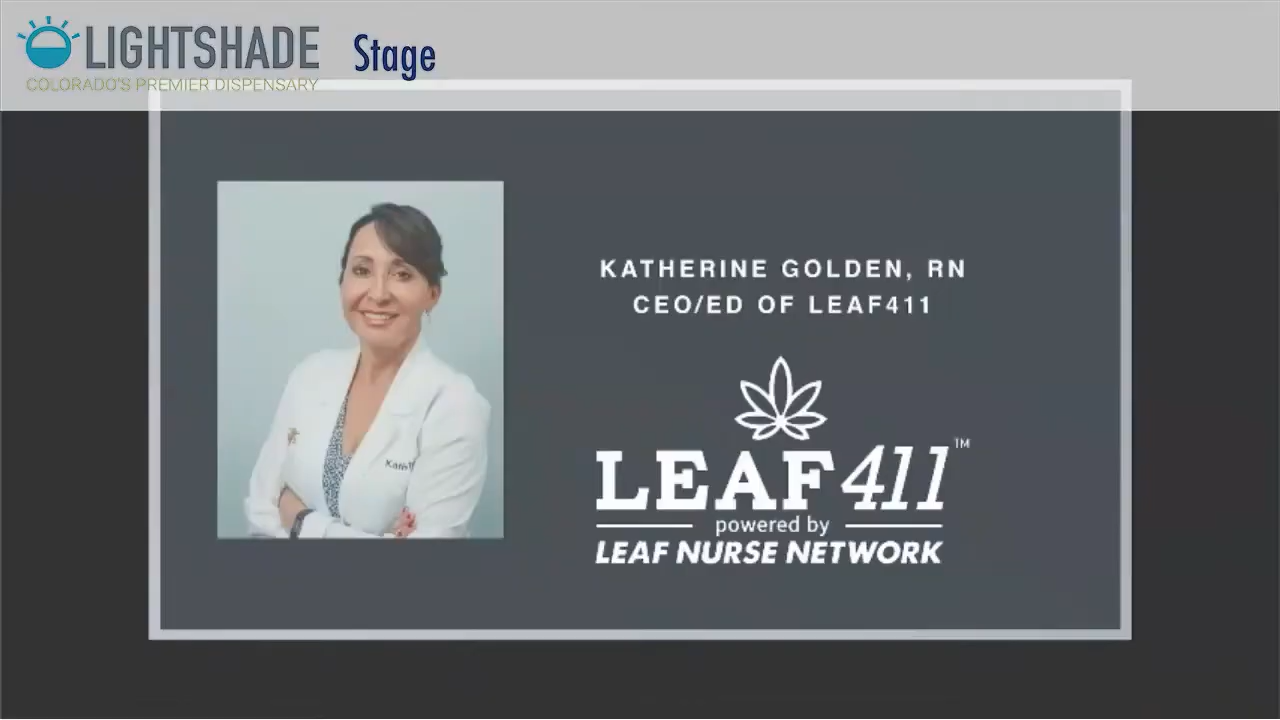 LIGHTSHADE
Stage
COLORADO'S PREMIER DISPENSARY
KATHERINE GOLDEN, RN
CEO/ED OF LEAF411
LEAF411™
powered by
LEAF NURSE NETWORK